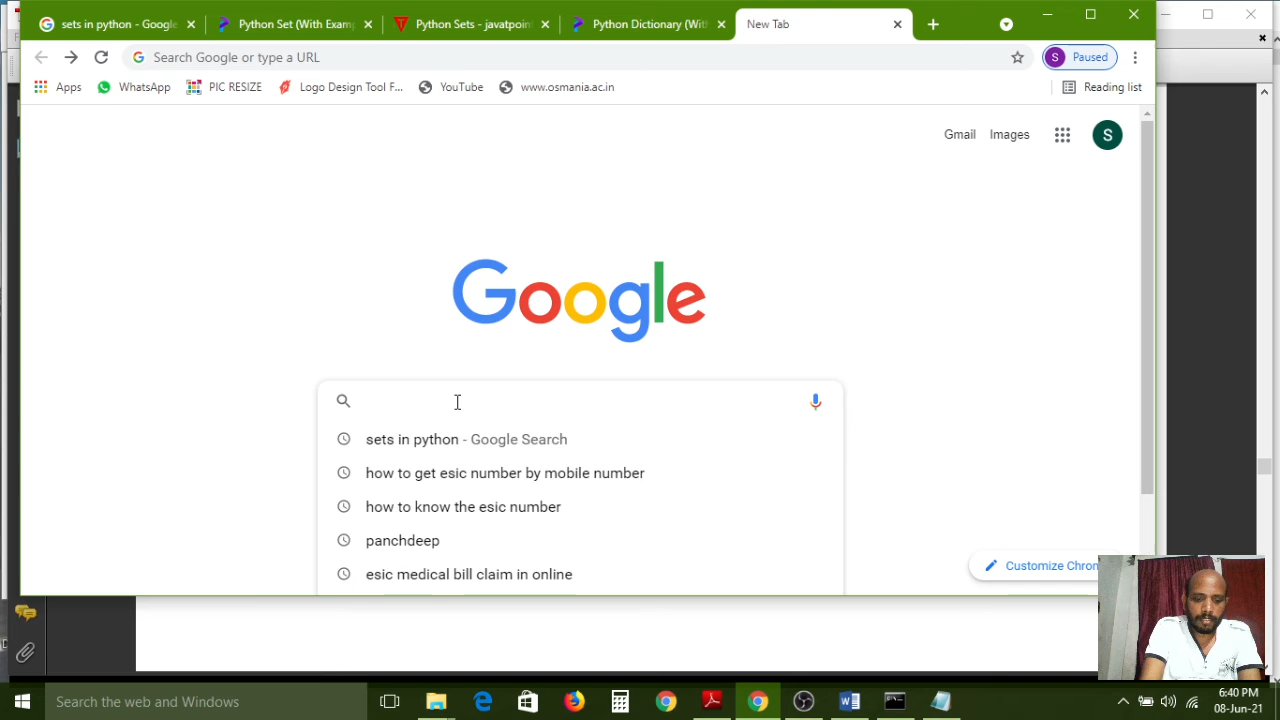 sets in python - Google
Python Set (With Examp
Python Sets - javatpoin
Python Dictionary (With
New Tab
Search Google or type a URL
S
Paused
Apps
WhatsApp
PIC RESIZE
Logo Design Tool F...
YouTube
www.osmania.ac.in
Reading list
Gmail
Images
S
Google
sets in python - Google Search
how to get esic number by mobile number
how to know the esic number
panchdeep
esic medical bill claim in online
Customize Chron
Search the web and Windows
6:40 PM
08-Jun-21